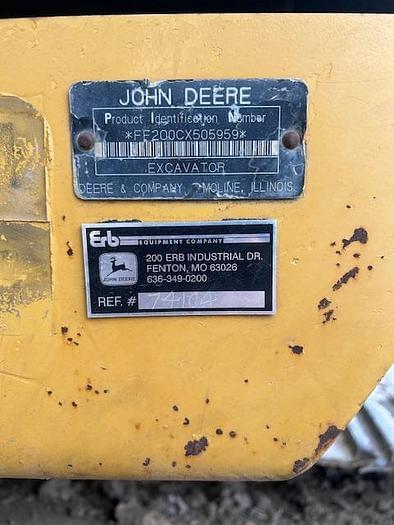 JOHN DEERE
Product Identification Number
*FF200CX505959*
EXCAVATOR
DEERE & COMPANY MOLINE, ILLINOIS
Erb EQUIPMENT COMPANY
200 ERB INDUSTRIAL DR.
FENTON, MO 63026
636-349-0200
JOHN DEERE
REF. #